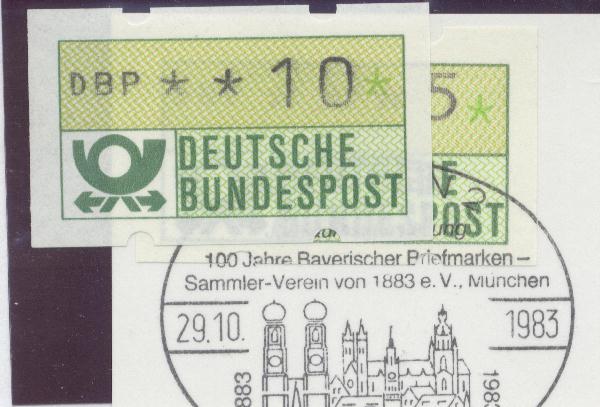 DBP * * 10 *
5 *
DEUTSCHE
BUNDESPOST
POST
100 Jahre Bayerischer Briefmarken –
Sammler-Verein von 1883 e.V., München
29.10. 1983
1983